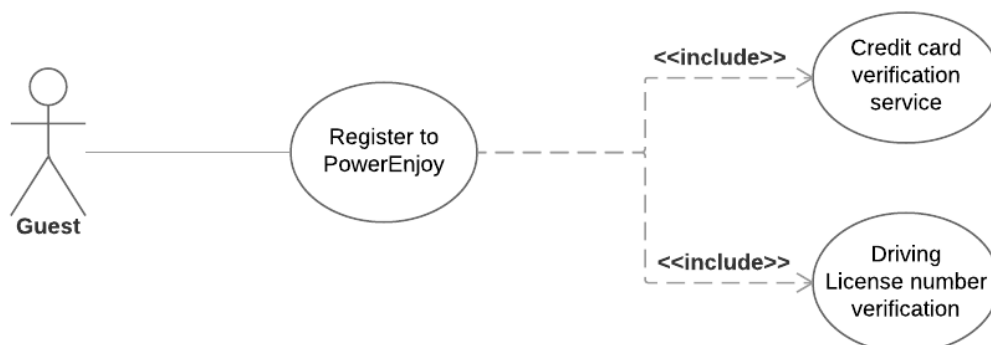 Guest
Register to
PowerEnjoy
<<include>>
Credit card
verification
service
<<include>>
Driving
License number
verification